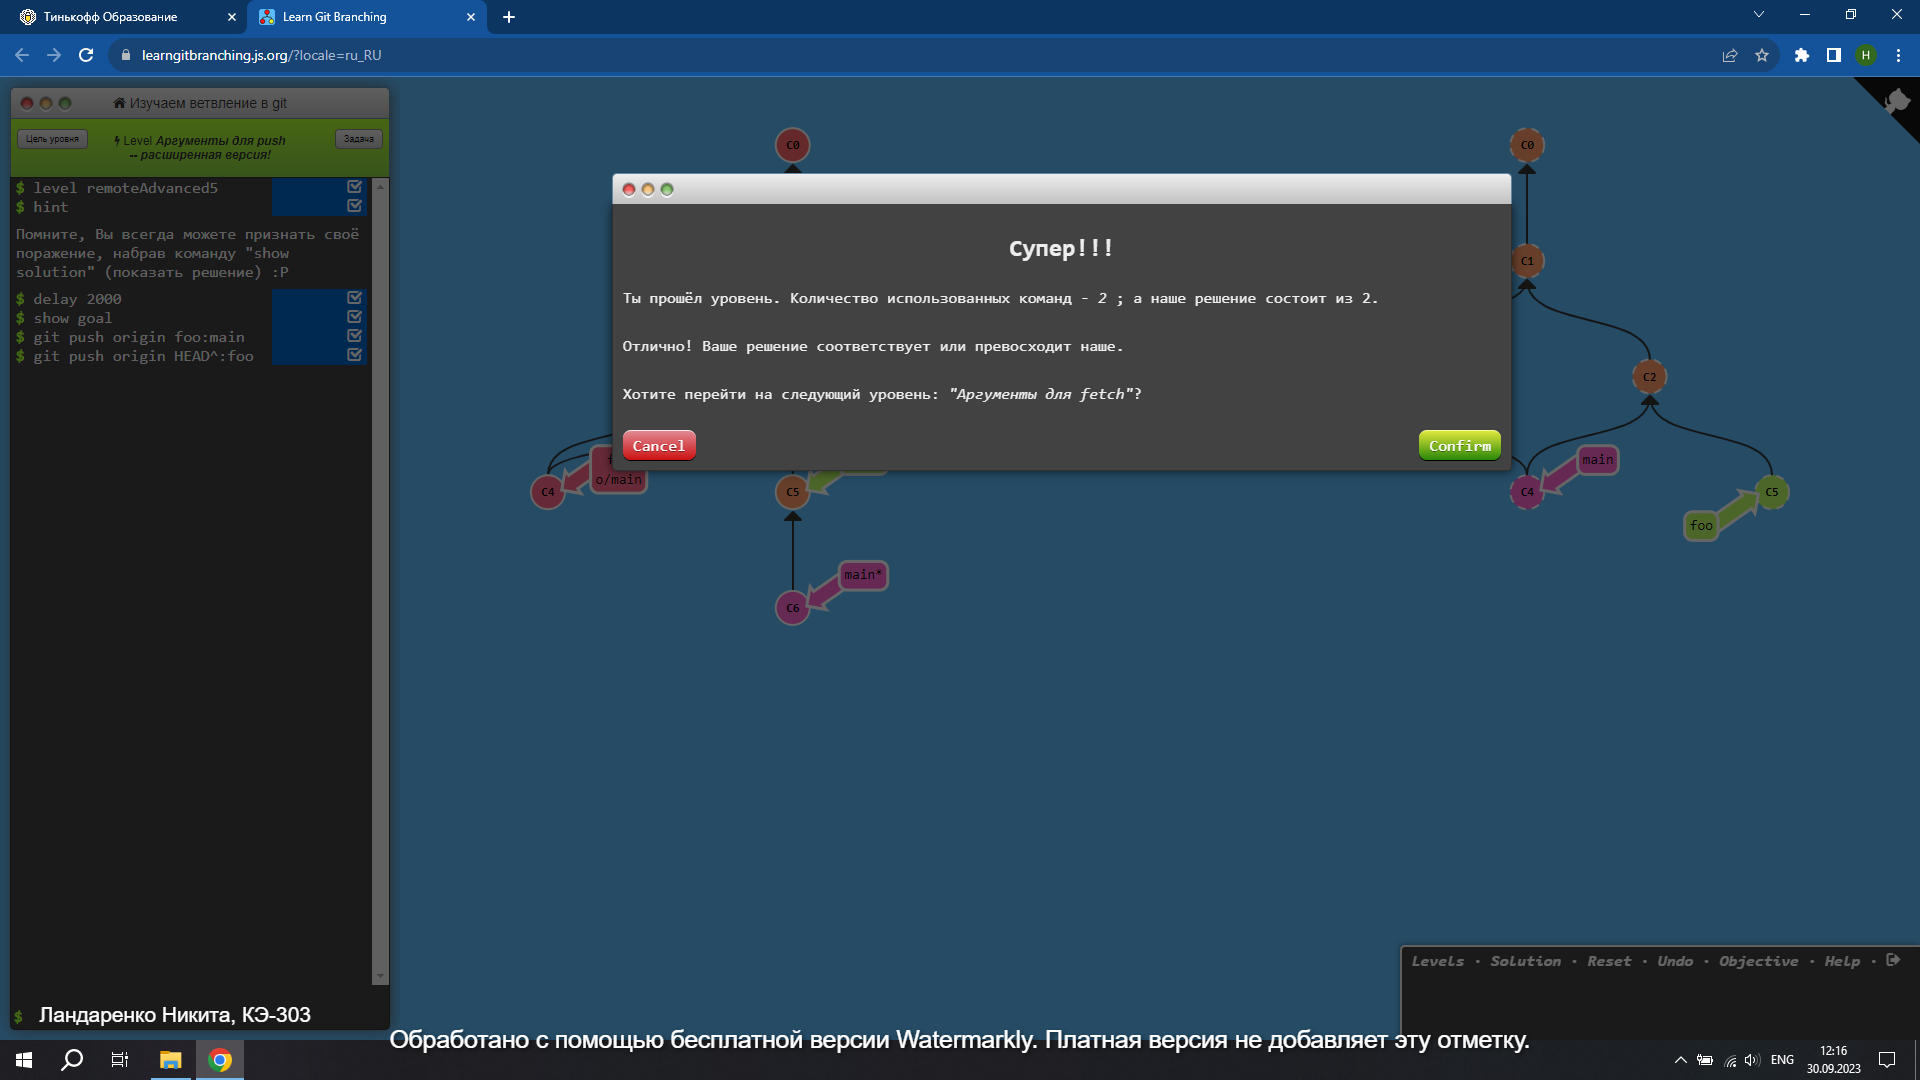 Тинькофф Образование
Learn Git Branching
learngitbranching.js.org/?locale=ru_RU
H
Изучаем ветвление в git
Цель уровня
Level Аргументы для push
-- расширенная версия!
Задача
$ level remoteAdvanced5
$ hint
Помните, Вы всегда можете признать своё
поражение, набрав команду "show
solution" (показать решение) :P
$ delay 2000
$ show goal
$ git push origin foo:main
$ git push origin HEAD^:foo
$ Ландаренко Никита, КЭ-303
C0
C0
Супер!!!
Ты прошёл уровень. Количество использованных команд - 2 ; а наше решение состоит из 2.
Отлично! Ваше решение соответствует или превосходит наше.
Хотите перейти на следующий уровень: "Аргументы для fetch"?
Cancel
Confirm
C1
C2
o/main
main
C4
C5
C4
C5
foo
main*
C6
Levels · Solution · Reset · Undo · Objective · Help ·
Обработано с помощью бесплатной версии Watermarkly. Платная версия не добавляет эту отметку.
ENG
12:16
30.09.2023